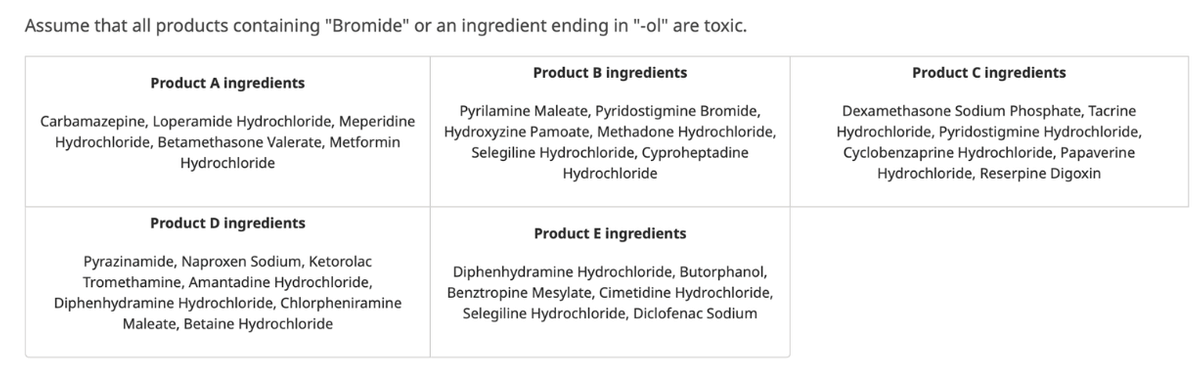 Assume that all products containing "Bromide" or an ingredient ending in "-ol" are toxic.
Product A ingredients
Carbamazepine, Loperamide Hydrochloride, Meperidine
Hydrochloride, Betamethasone Valerate, Metformin
Hydrochloride
Product B ingredients
Pyrilamine Maleate, Pyridostigmine Bromide,
Hydroxyzine Pamoate, Methadone Hydrochloride,
Selegiline Hydrochloride, Cyproheptadine
Hydrochloride
Product C ingredients
Dexamethasone Sodium Phosphate, Tacrine
Hydrochloride, Pyridostigmine Hydrochloride,
Cyclobenzaprine Hydrochloride, Papaverine
Hydrochloride, Reserpine Digoxin
Product D ingredients
Pyrazinamide, Naproxen Sodium, Ketorolac
Tromethamine, Amantadine Hydrochloride,
Diphenhydramine Hydrochloride, Chlorpheniramine
Maleate, Betaine Hydrochloride
Product E ingredients
Diphenhydramine Hydrochloride, Butorphanol,
Benztropine Mesylate, Cimetidine Hydrochloride,
Selegiline Hydrochloride, Diclofenac Sodium